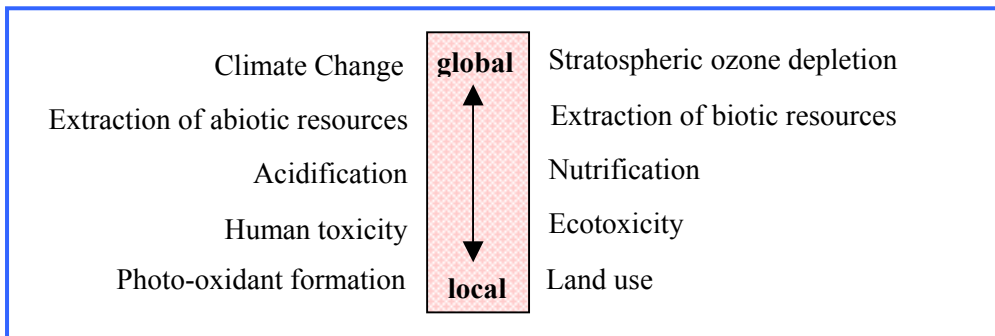 Climate Change global Stratospheric ozone depletion
Extraction of abiotic resources Extraction of biotic resources
Acidification Nutrification
Human toxicity Ecotoxicity
Photo-oxidant formation local Land use